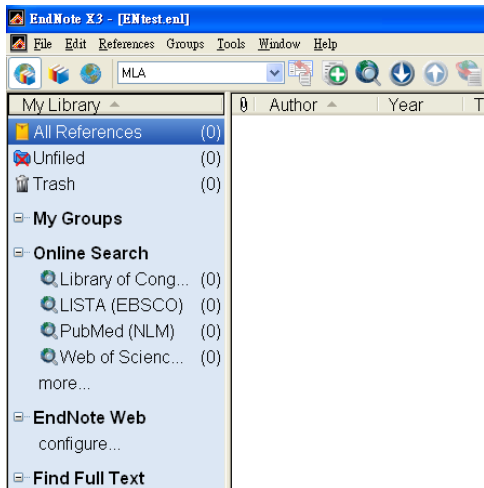 EndNote X3 - [ENtest.enl]
File Edit References Groups Tools Window Help
MLA
My Library Author Year T
All References (0)
Unfiled (0)
Trash (0)
My Groups
Online Search
Library of Cong... (0)
LISTA (EBSCO) (0)
PubMed (NLM) (0)
Web of Scienc... (0)
more...
EndNote Web
configure...
Find Full Text